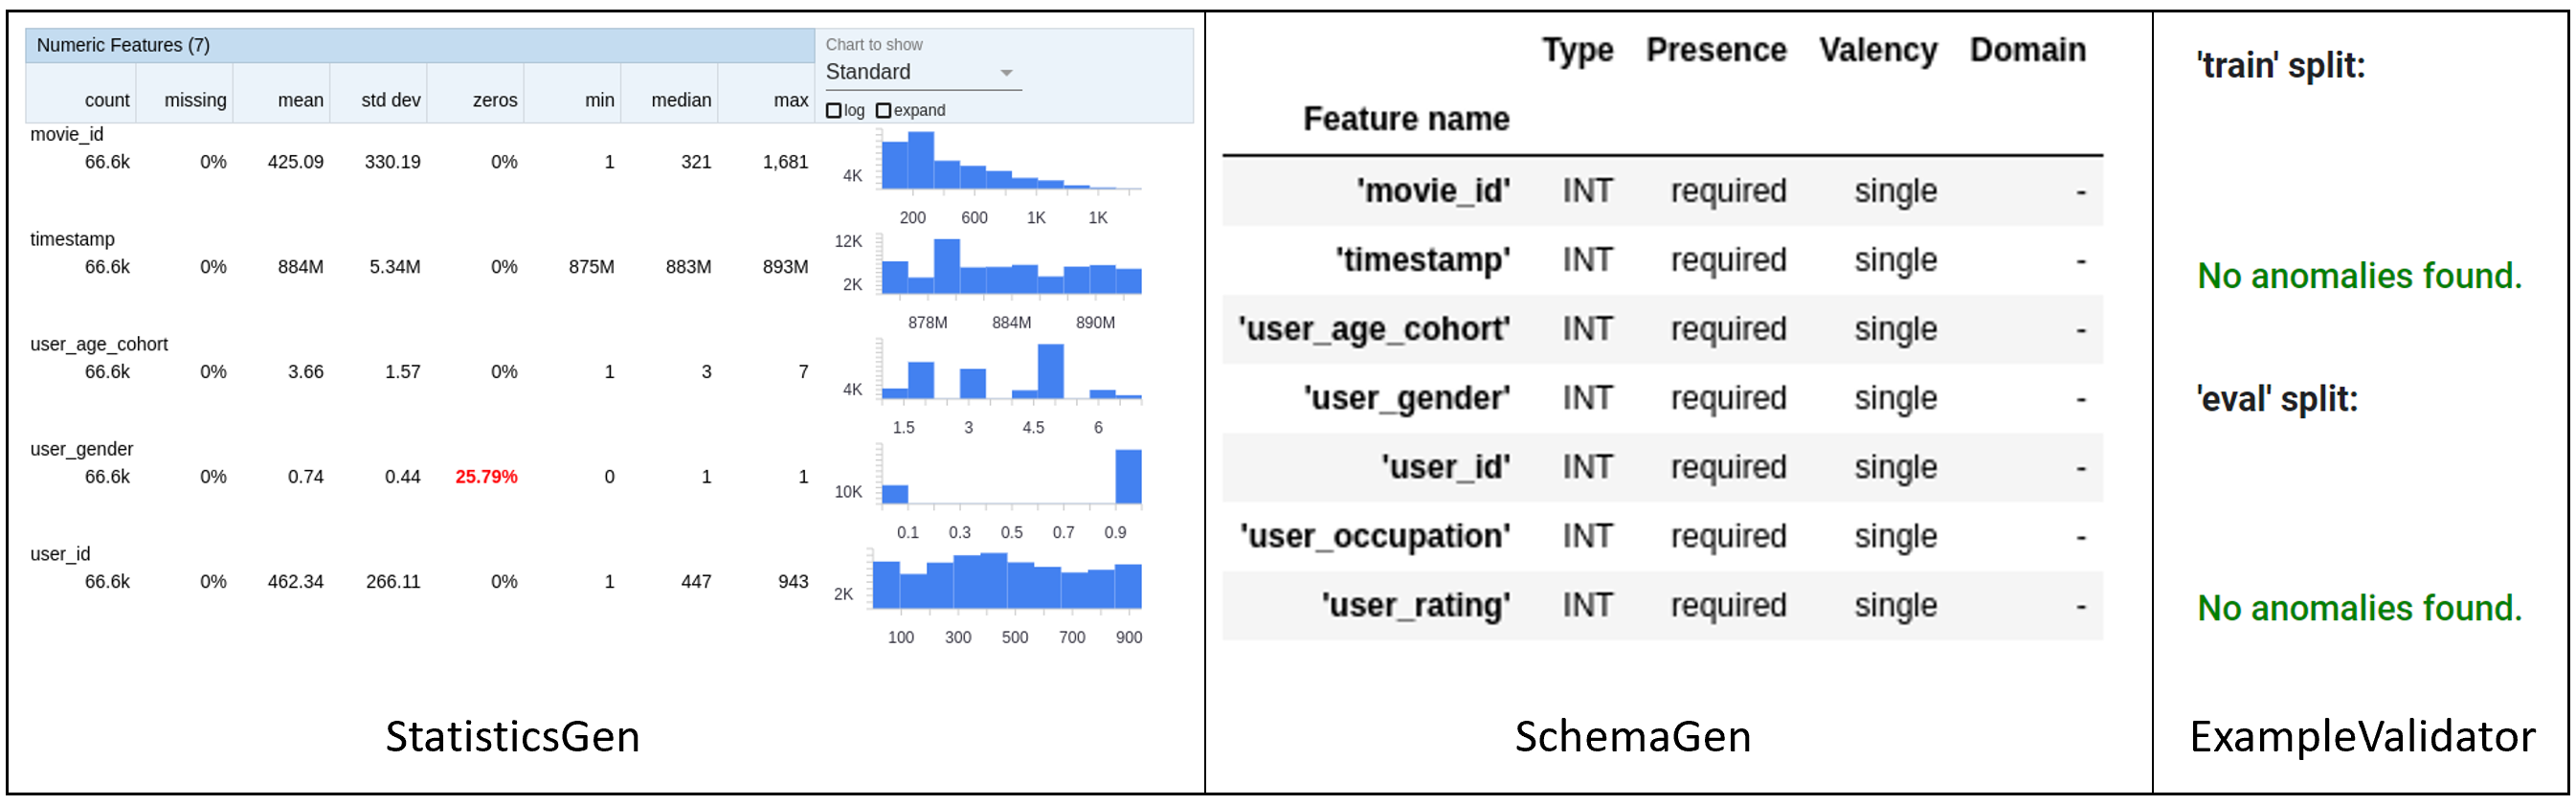 Numeric Features (7)
Chart to show
Standard
count missing mean std dev zeros min median max
log expand
movie_id
66.6k 0% 425.09 330.19 0% 1 321 1,681
4K
200 600 1K 1K
timestamp
66.6k 0% 884M 5.34M 0% 875M 883M 893M
12K
2K
878M 884M 890M
user_age_cohort
66.6k 0% 3.66 1.57 0% 1 3 7
4K
1.5 3 4.5 6
user_gender
66.6k 0% 0.74 0.44 25.79% 0 1 1
10K
0.1 0.3 0.5 0.7 0.9
user_id
66.6k 0% 462.34 266.11 0% 1 447 943
2K
100 300 500 700 900
StatisticsGen
Type Presence Valency Domain
Feature name
'movie_id' INT required single -
'timestamp' INT required single -
'user_age_cohort' INT required single -
'user_gender' INT required single -
'user_id' INT required single -
'user_occupation' INT required single -
'user_rating' INT required single -
SchemaGen
'train' split:
No anomalies found.
'eval' split:
No anomalies found.
ExampleValidator